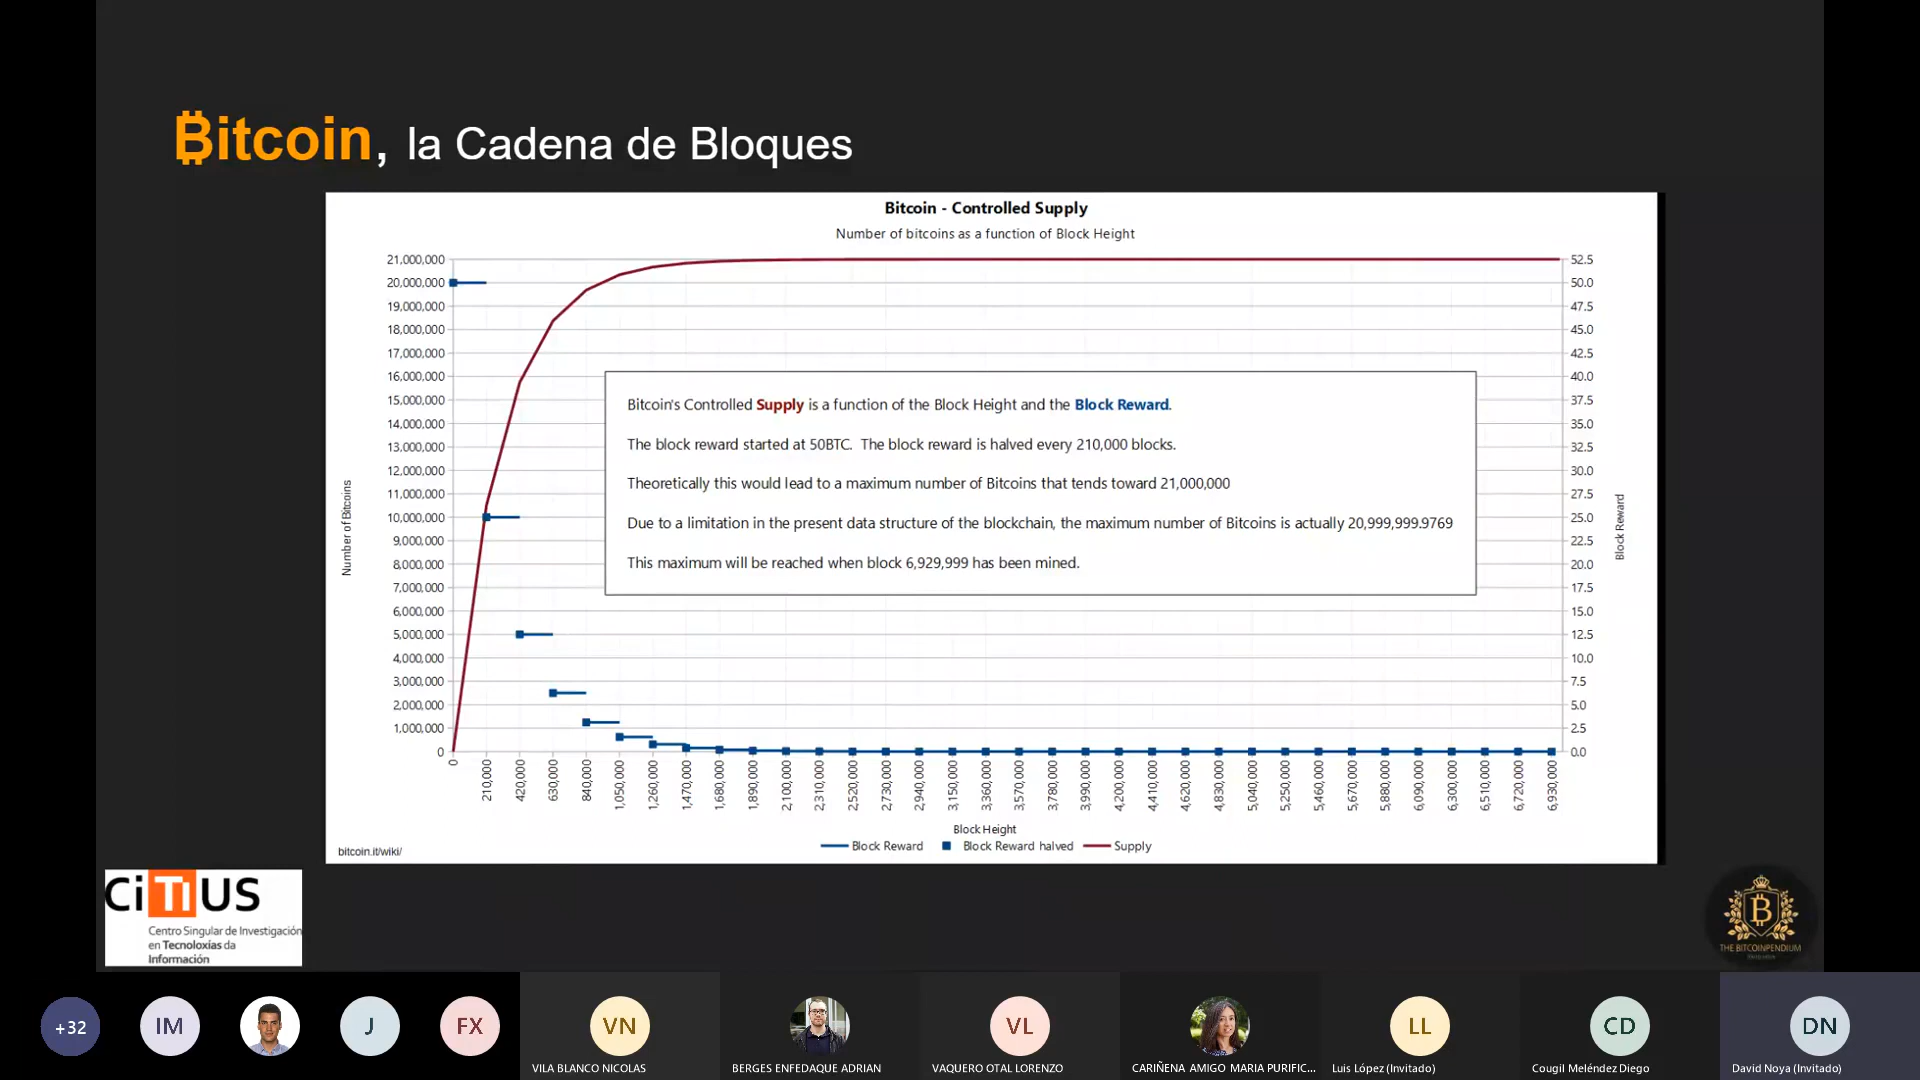 ₿itcoin, la Cadena de Bloques
Bitcoin - Controlled Supply
Number of bitcoins as a function of Block Height
21,000,000
20,000,000
19,000,000
18,000,000
17,000,000
16,000,000
15,000,000
14,000,000
13,000,000
12,000,000
11,000,000
10,000,000
9,000,000
8,000,000
7,000,000
6,000,000
5,000,000
4,000,000
3,000,000
2,000,000
1,000,000
0
Number of Bitcoins
52.5
50.0
47.5
45.0
42.5
40.0
37.5
35.0
32.5
30.0
27.5
25.0
22.5
20.0
17.5
15.0
12.5
10.0
7.5
5.0
2.5
0.0
Block Reward
Bitcoin's Controlled Supply is a function of the Block Height and the Block Reward.
The block reward started at 50BTC. The block reward is halved every 210,000 blocks.
Theoretically this would lead to a maximum number of Bitcoins that tends toward 21,000,000
Due to a limitation in the present data structure of the blockchain, the maximum number of Bitcoins is actually 20,999,999.9769
This maximum will be reached when block 6,929,999 has been mined.
0
210,000
420,000
630,000
840,000
1,050,000
1,260,000
1,470,000
1,680,000
1,890,000
2,100,000
2,310,000
2,520,000
2,730,000
2,940,000
3,150,000
3,360,000
3,570,000
3,780,000
3,990,000
4,200,000
4,410,000
4,620,000
4,830,000
5,040,000
5,250,000
5,460,000
5,670,000
5,880,000
6,090,000
6,300,000
6,510,000
6,720,000
6,930,000
Block Height
Block Reward
Block Reward halved
Supply
bitcoin.it/wiki/
CiTIUS
Centro Singular de Investigación
en Tecnoloxías da
Información
B
THE BITCOINPENDIUM
+32
IM
J
FX
VN
VILA BLANCO NICOLAS
BERGES ENFEDAQUE ADRIAN
VL
VAQUERO OTAL LORENZO
CARIÑENA AMIGO MARIA PURIFIC...
LL
Luis López (Invitado)
CD
Cougil Meléndez Diego
DN
David Noya (Invitado)